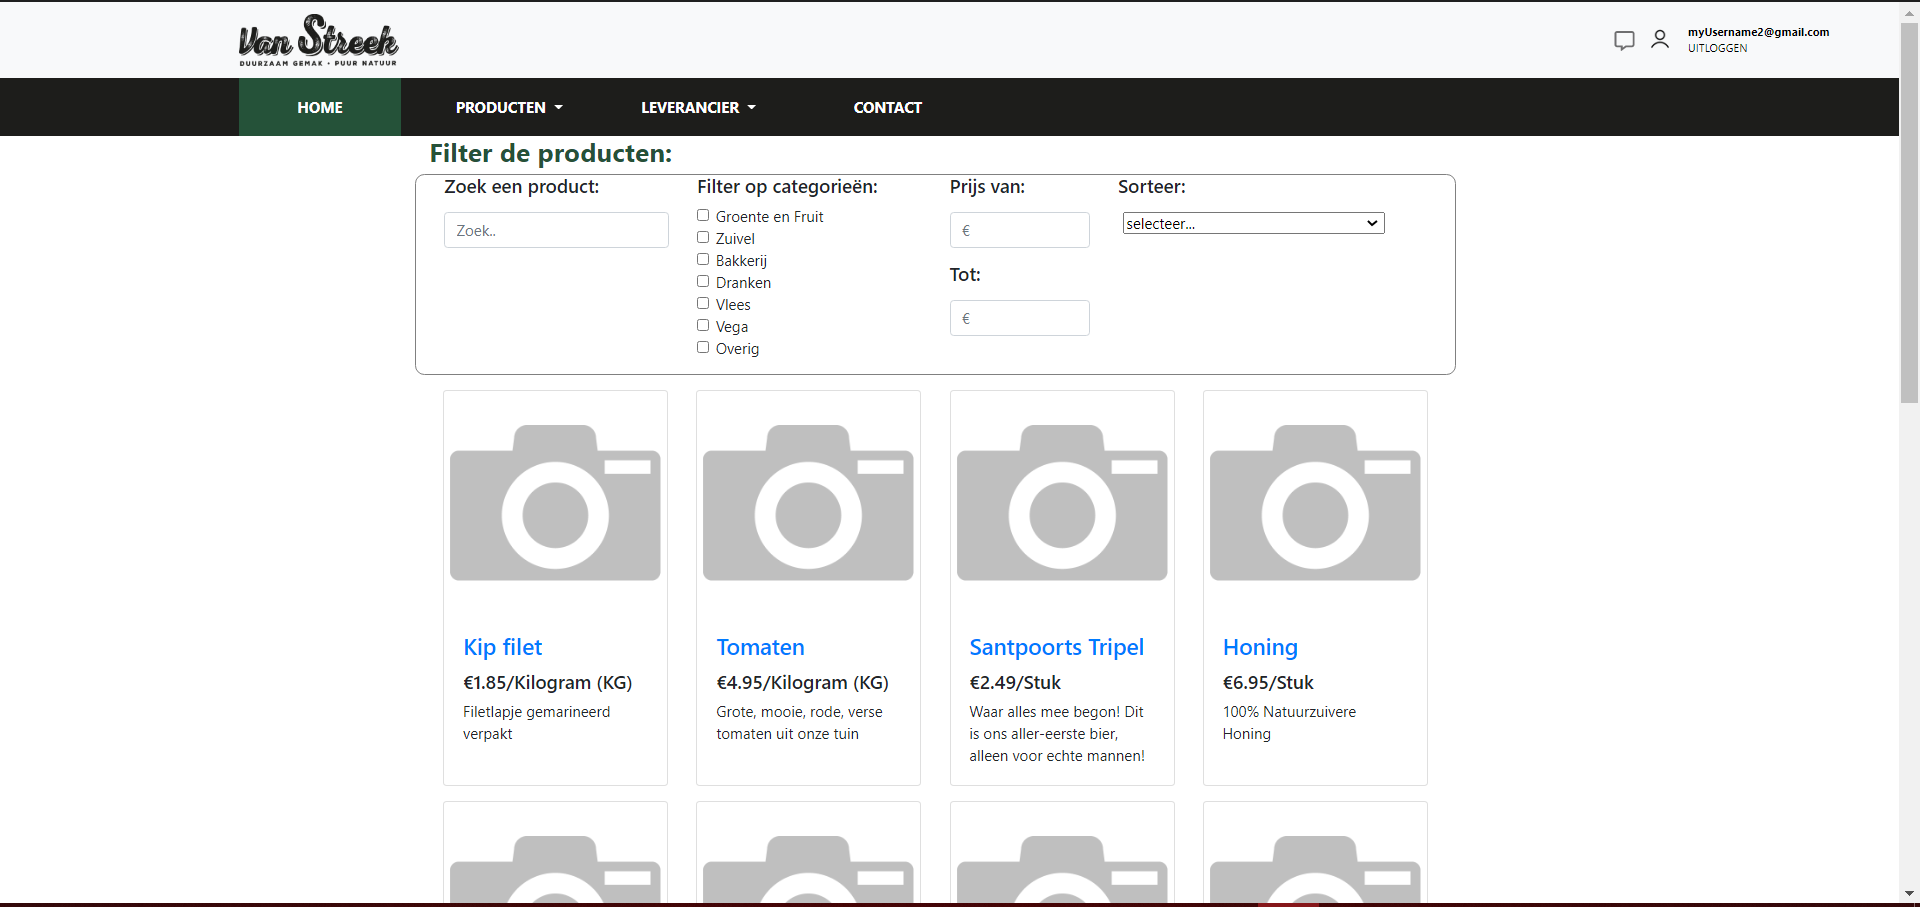 Van Streek
DUURZAAM GEMAK • PUUR NATUUR
myUsername2@gmail.com
UITLOGGEN
HOME
PRODUCTEN
LEVERANCIER
CONTACT
Filter de producten:
Zoek een product:
Zoek..
Filter op categorieën:
Groente en Fruit
Zuivel
Bakkerij
Dranken
Vlees
Vega
Overig
Prijs van:
€
Tot:
€
Sorteer:
selecteer...
Kip filet
€1.85/Kilogram (KG)
Filetlapje gemarineerd
verpakt
Tomaten
€4.95/Kilogram (KG)
Grote, mooie, rode, verse
tomaten uit onze tuin
Santpoorts Tripel
€2.49/Stuk
Waar alles mee begon! Dit
is ons aller-eerste bier,
alleen voor echte mannen!
Honing
€6.95/Stuk
100% Natuurzuivere
Honing